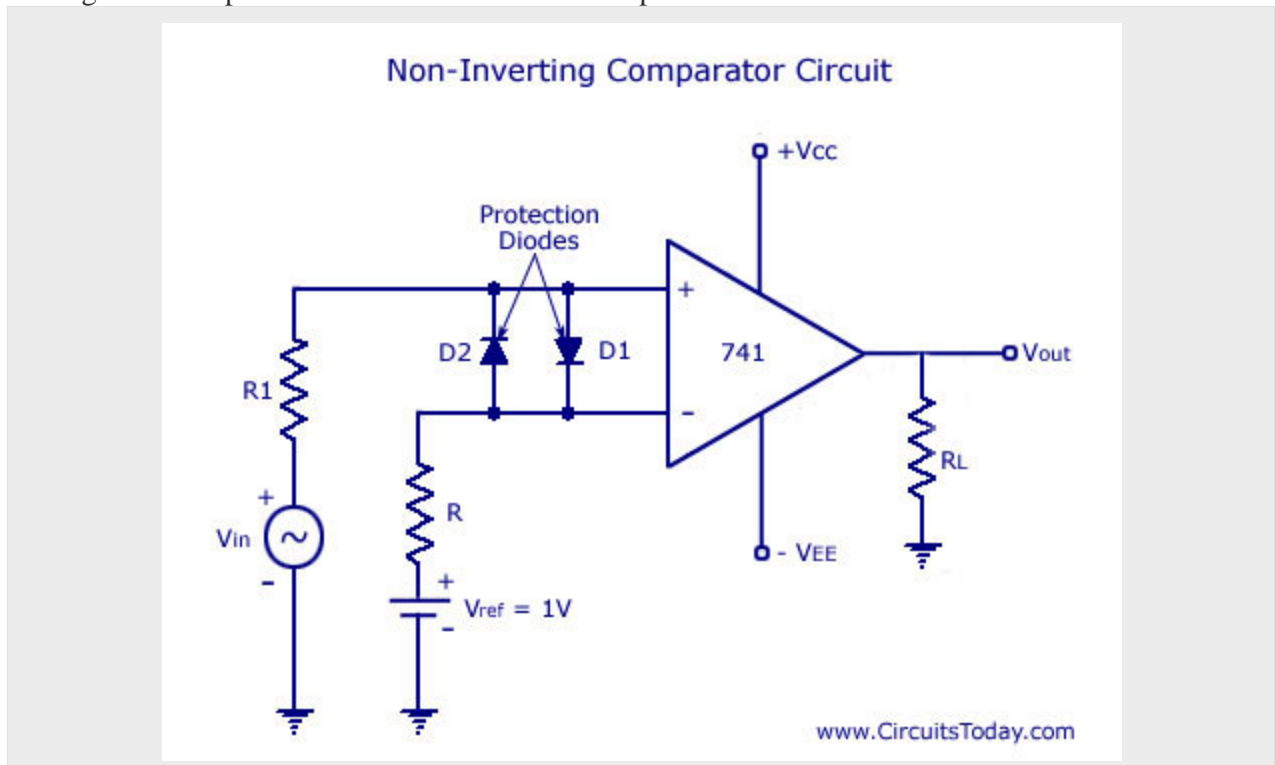 Non-Inverting Comparator Circuit
+Vcc
Protection
Diodes
+
D2
D1
741
Vout
R1
-
RL
+
R
Vin
- VEE
-
+
Vref = 1V
-
www.CircuitsToday.com